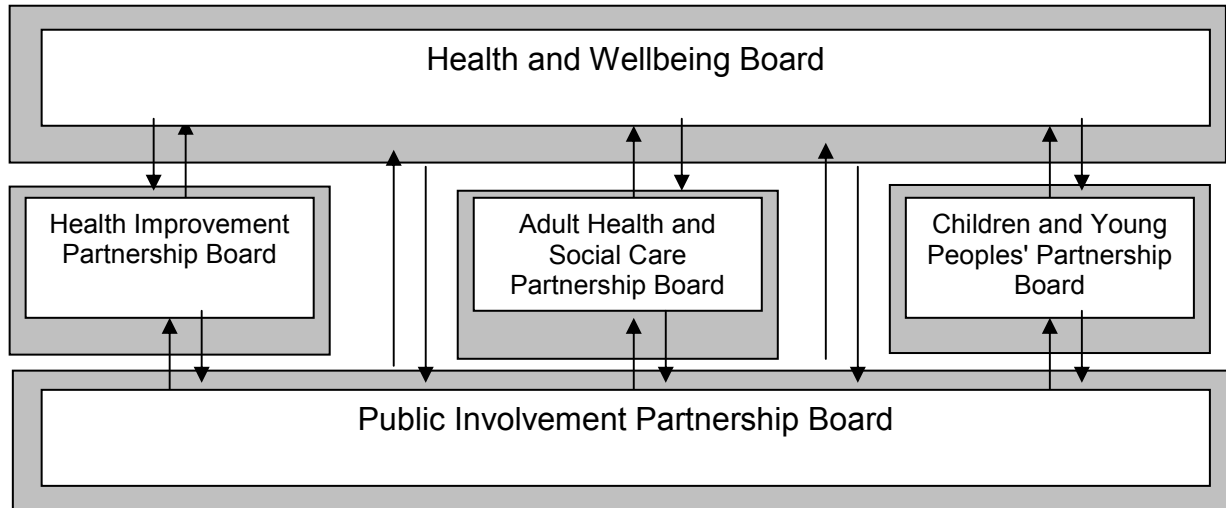 Health and Wellbeing Board
Health Improvement
Partnership Board
Adult Health and
Social Care
Partnership Board
Children and Young
Peoples' Partnership
Board
Public Involvement Partnership Board